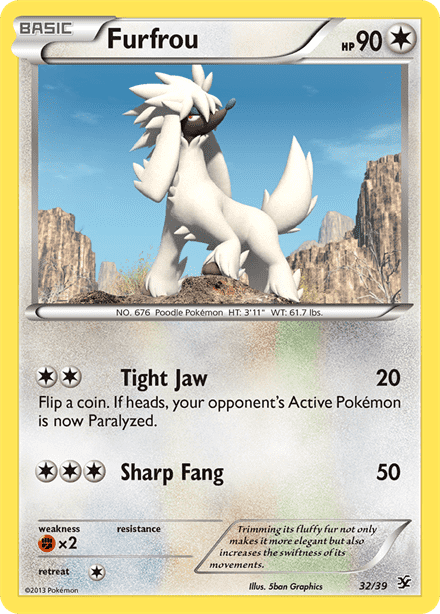 BASIC
Furfrou
HP 90
NO. 676 Poodle Pokémon HT: 3'11" WT: 61.7 lbs.
Tight Jaw 20
Flip a coin. If heads, your opponent's Active Pokémon
is now Paralyzed.
Sharp Fang 50
weakness resistance
×2
retreat
Trimming its fluffy fur not only
makes it more elegant but also
increases the swiftness of its
movements.
©2013 Pokémon Illus. 5ban Graphics 32/39